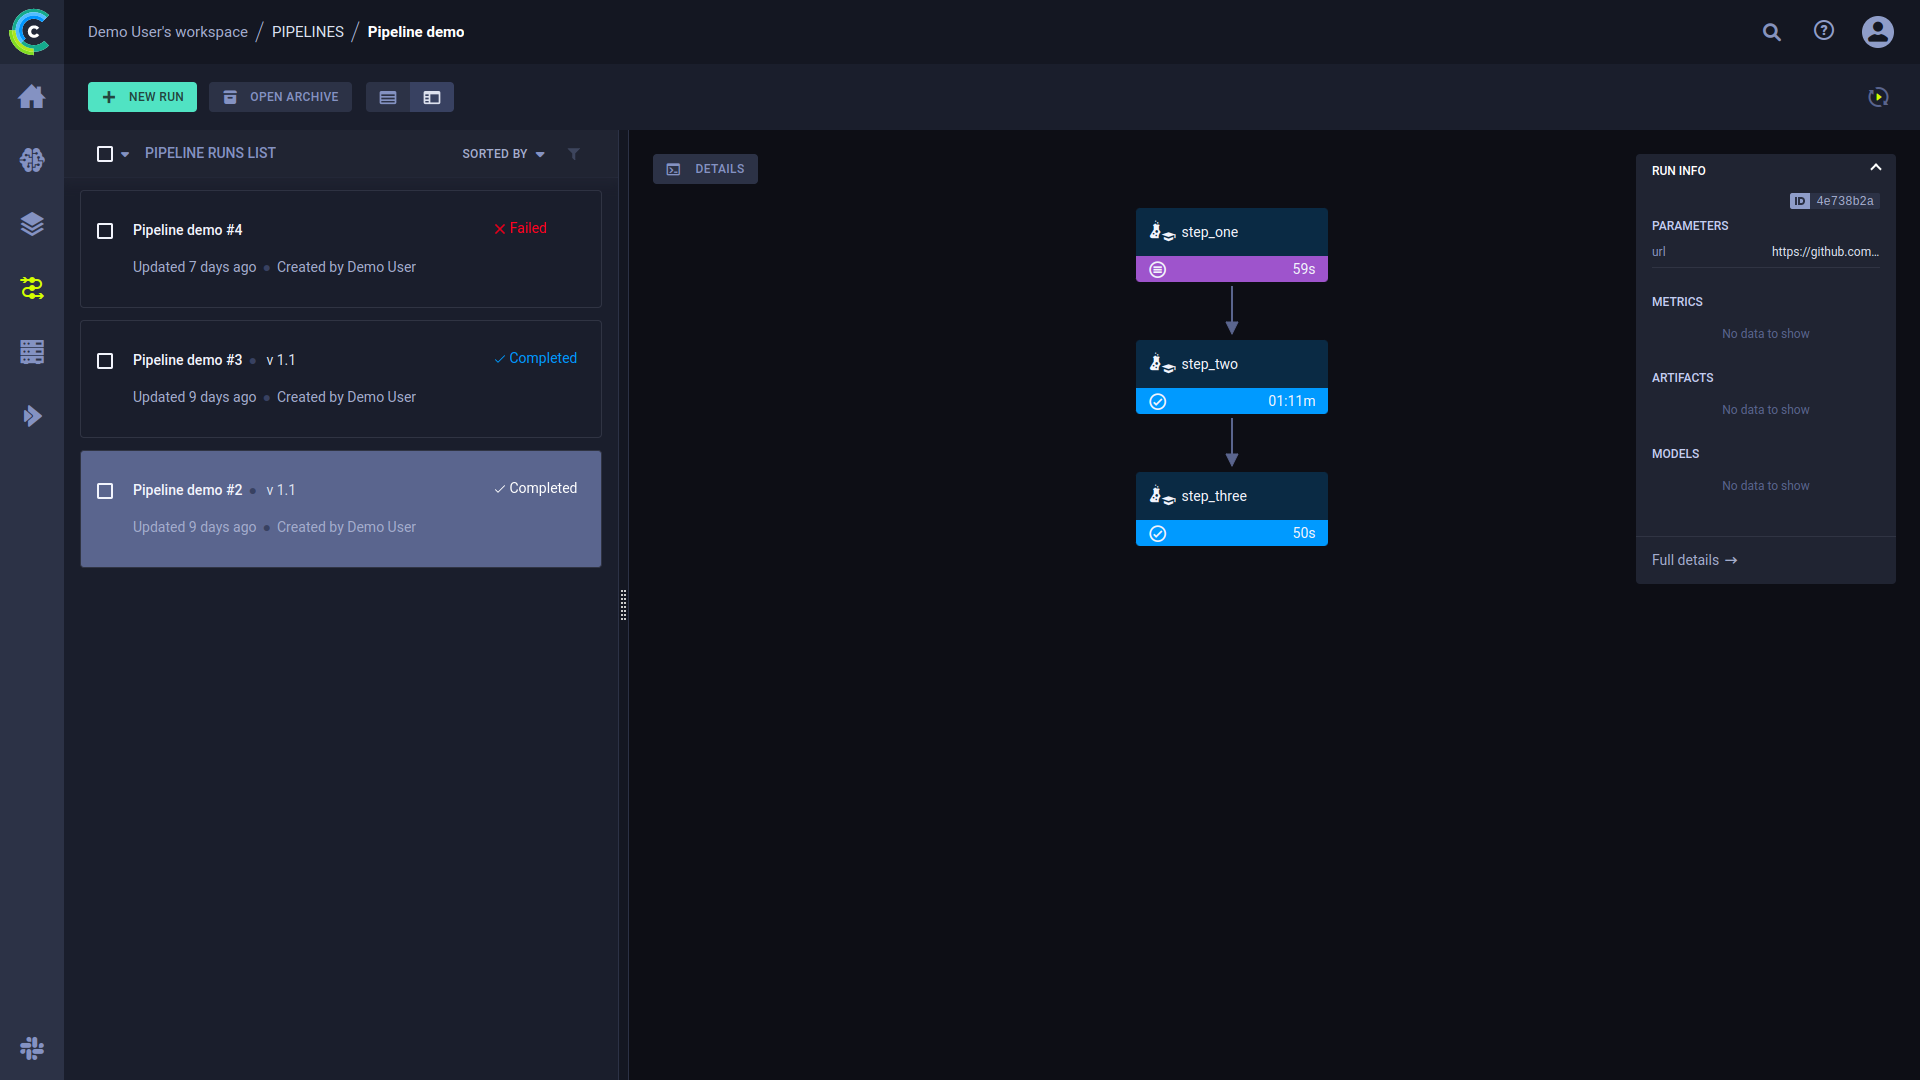 Demo User's workspace / PIPELINES / Pipeline demo
NEW RUN
OPEN ARCHIVE
PIPELINE RUNS LIST
SORTED BY
Pipeline demo #4
Failed
Updated 7 days ago • Created by Demo User
Pipeline demo #3 • v 1.1
Completed
Updated 9 days ago • Created by Demo User
Pipeline demo #2 • v 1.1
Completed
Updated 9 days ago • Created by Demo User
DETAILS
step_one
59s
step_two
01:11m
step_three
50s
RUN INFO
ID 4e738b2a
PARAMETERS
url https://github.com...
METRICS
No data to show
ARTIFACTS
No data to show
MODELS
No data to show
Full details →